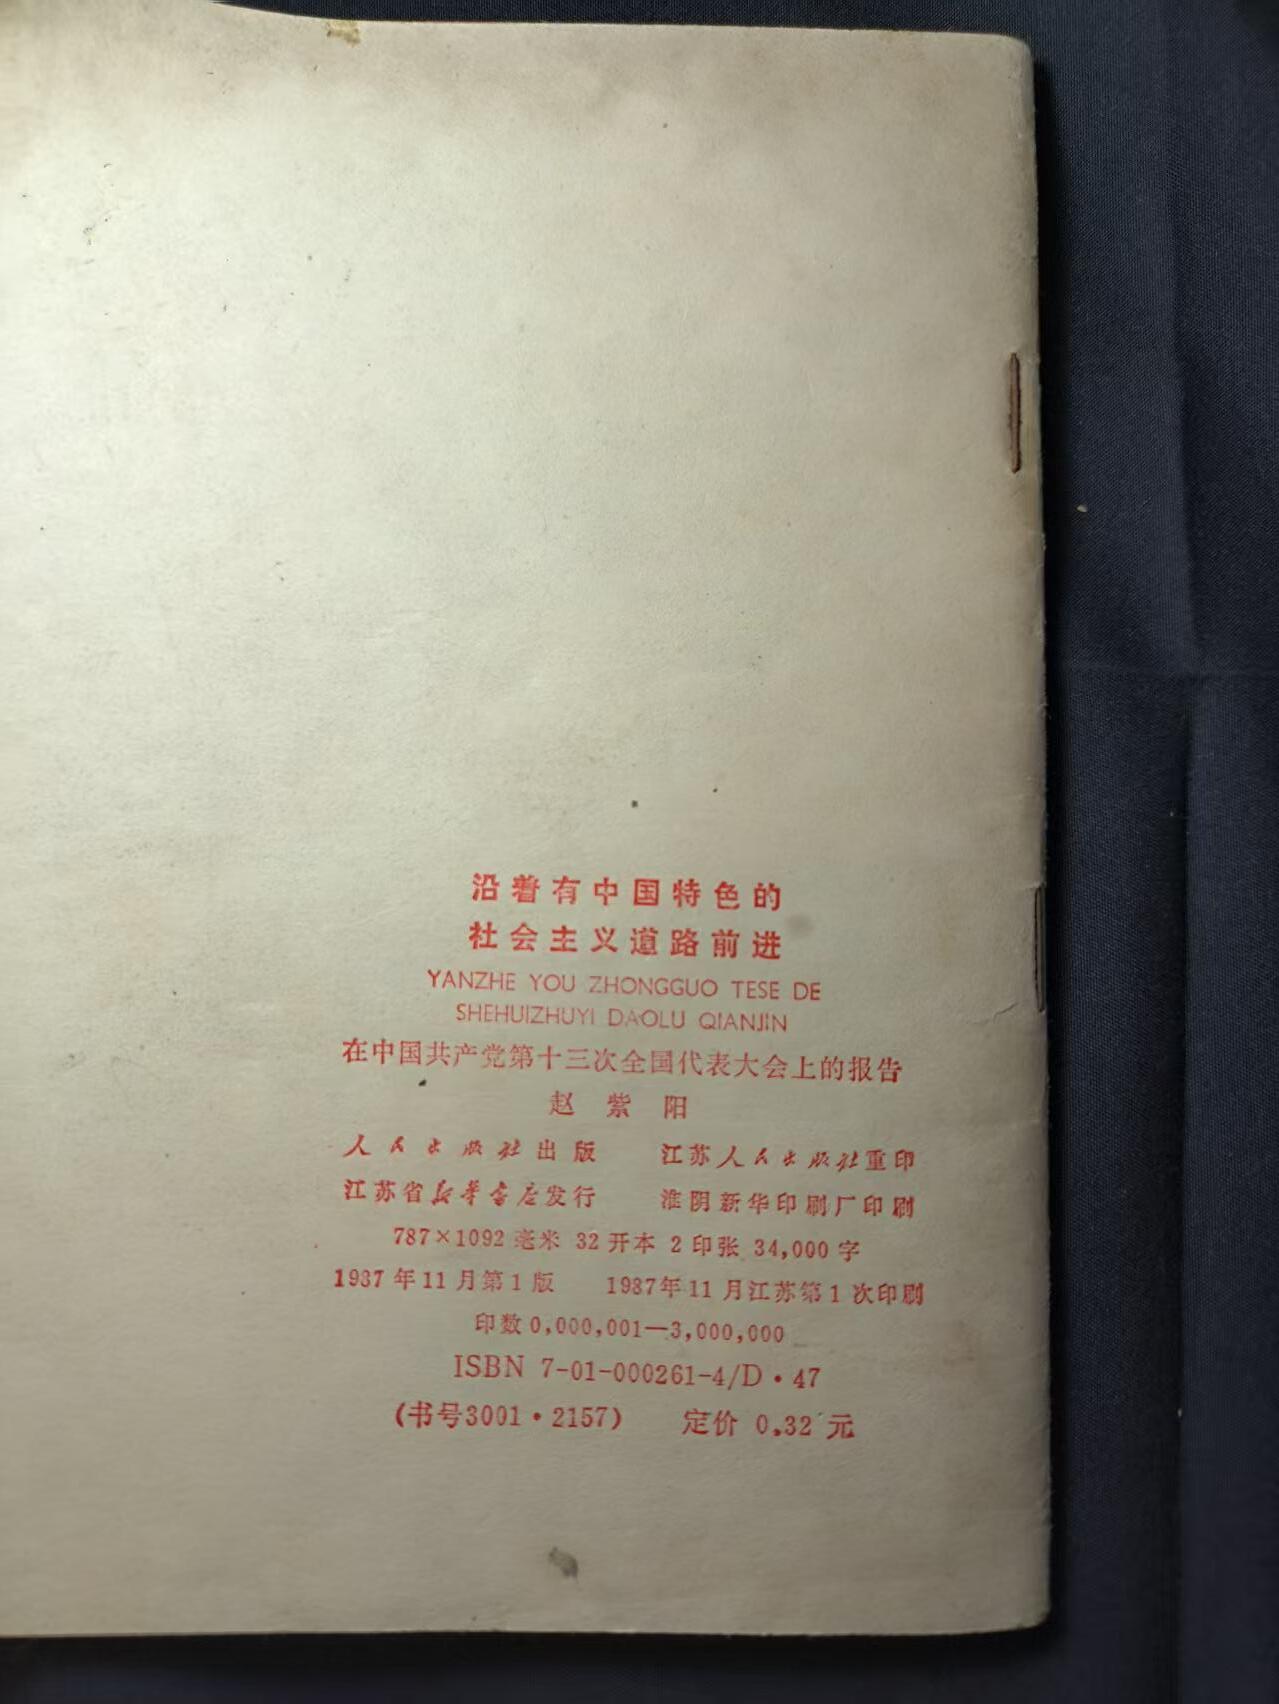 沿着有中国特色的
社会主义道路前进
YANZHE YOU ZHONGGUO TESE DE
SHEHUIZHUYI DAOLU QIANJIN
在中国共产党第十三次全国代表大会上的报告
赵紫阳
人民出版社出版 江苏人民出版社重印
江苏省新华书店发行 淮阴新华印刷厂印刷
787×1092毫米 32开本 2印张 34,000字
1987年11月第1版 1987年11月江苏第1次印刷
印数0,000,001—3,000,000
ISBN 7-01-000261-4/D·47
(书号3001·2157) 定价 0.32元